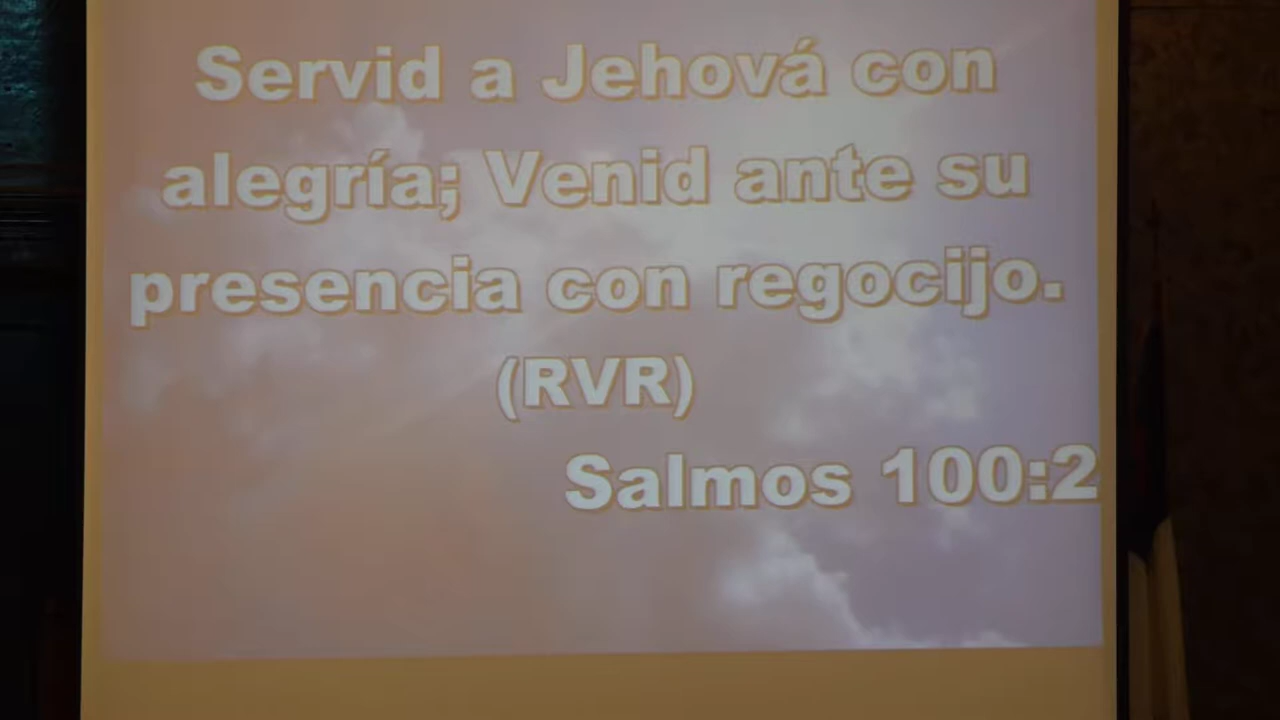 Servid a Jehová con
alegría; Venid ante su
presencia con regocijo.
(RVR)
Salmos 100:2